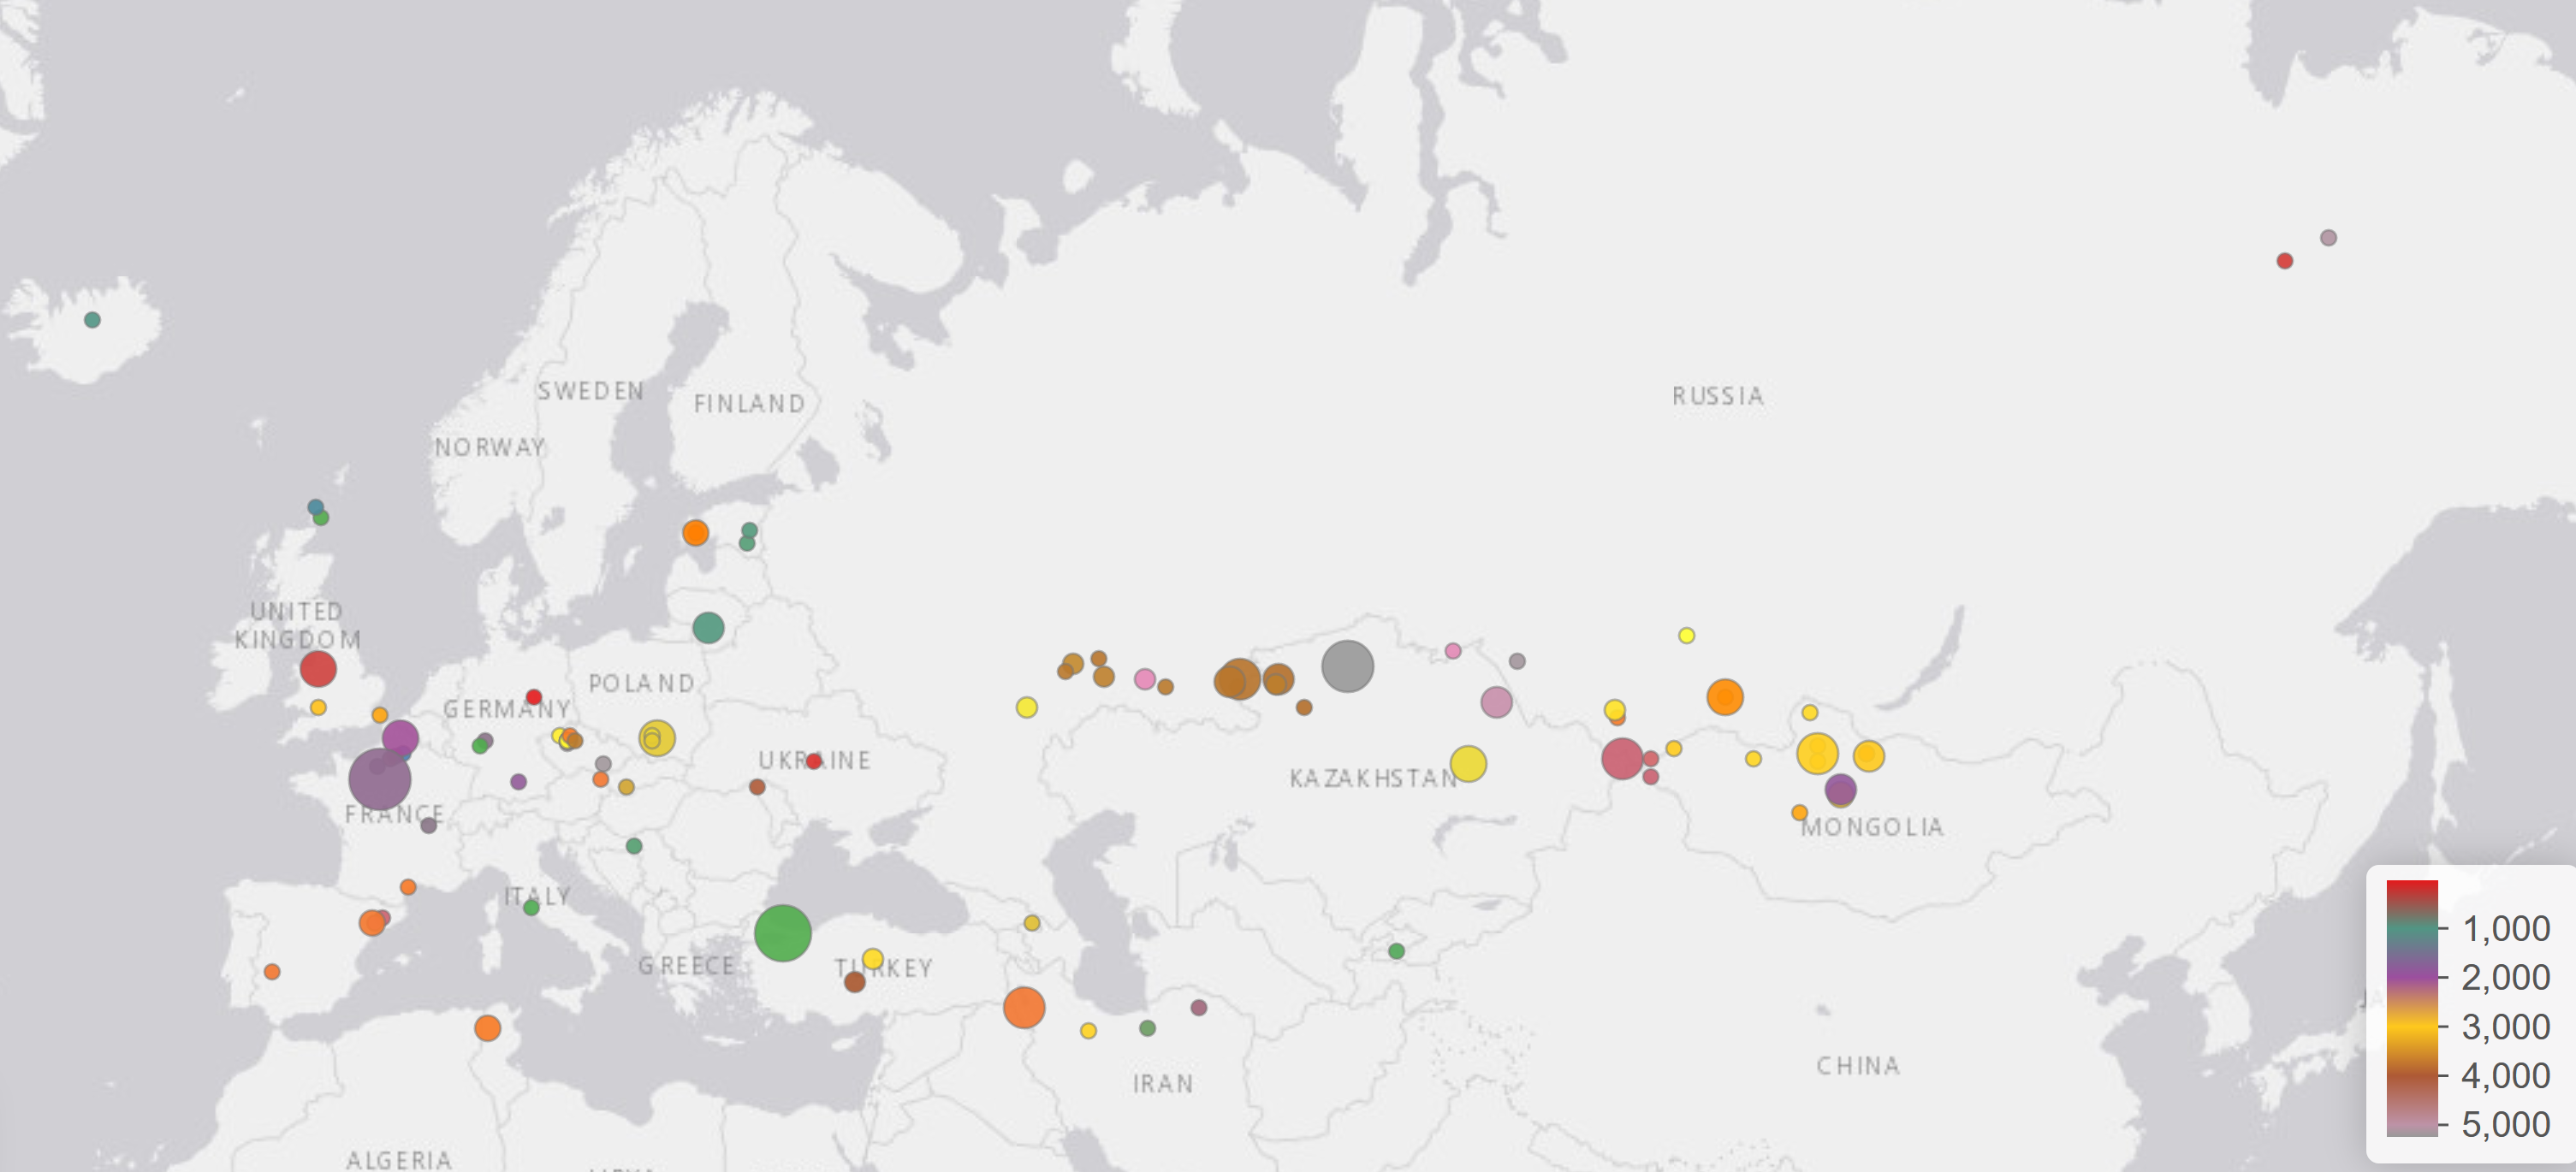 SWEDEN
FINLAND
NORWAY
RUSSIA
UNITED
KINGDOM
POLAND
GERMANY
UKRAINE
KAZAKHSTAN
FRANCE
MONGOLIA
ITALY
GREECE
TURKEY
IRAN
CHINA
ALGERIA
1,000
2,000
3,000
4,000
5,000